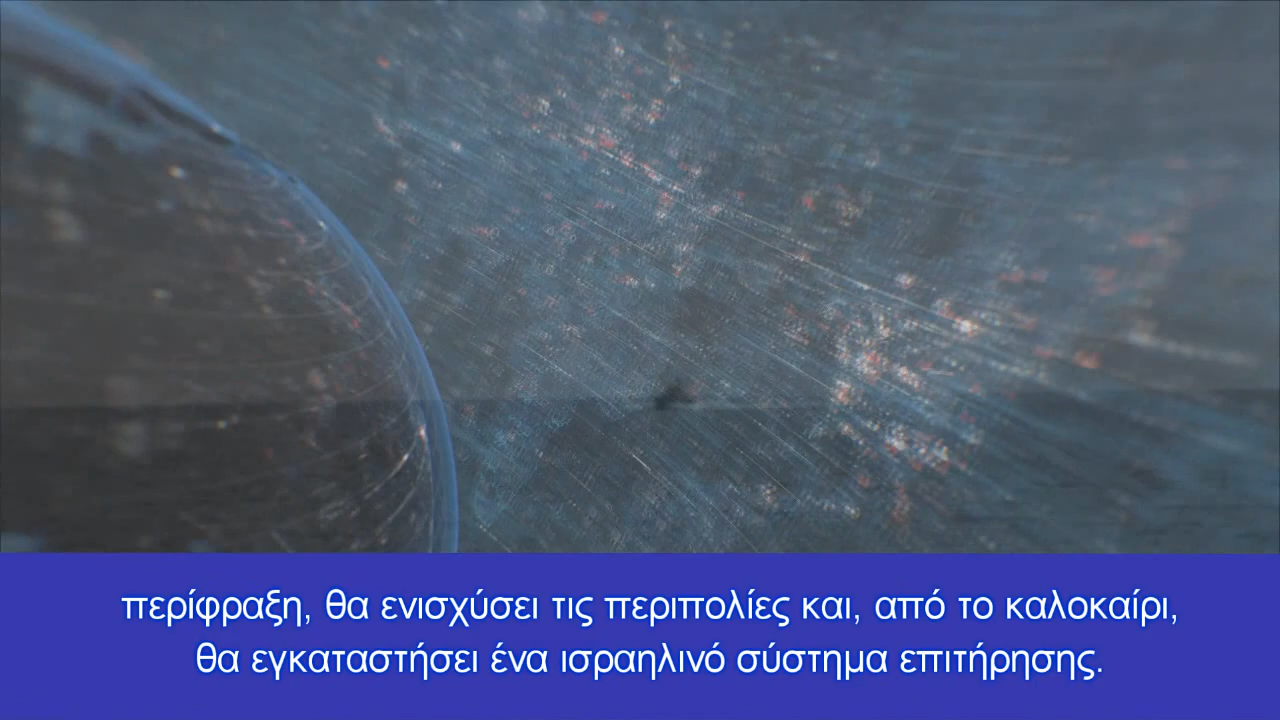 περίφραξη, θα ενισχύσει τις περιπολίες και, από το καλοκαίρι,
θα εγκαταστήσει ένα ισραηλινό σύστημα επιτήρησης.